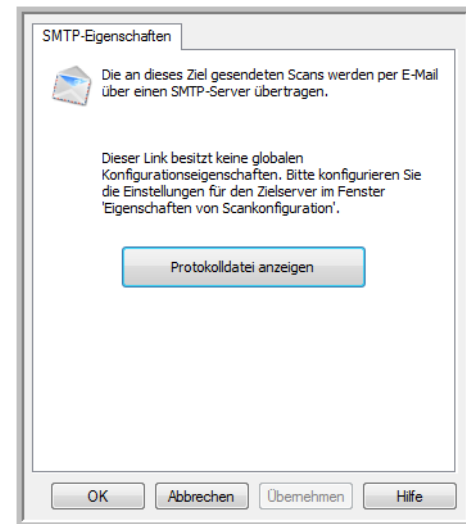 SMTP-Eigenschaften
Die an dieses Ziel gesendeten Scans werden per E-Mail
über einen SMTP-Server übertragen.
Dieser Link besitzt keine globalen
Konfigurationseigenschaften. Bitte konfigurieren Sie
die Einstellungen für den Zielserver im Fenster
'Eigenschaften von Scankonfiguration'.
Protokolldatei anzeigen
OK Abbrechen Übernehmen Hilfe